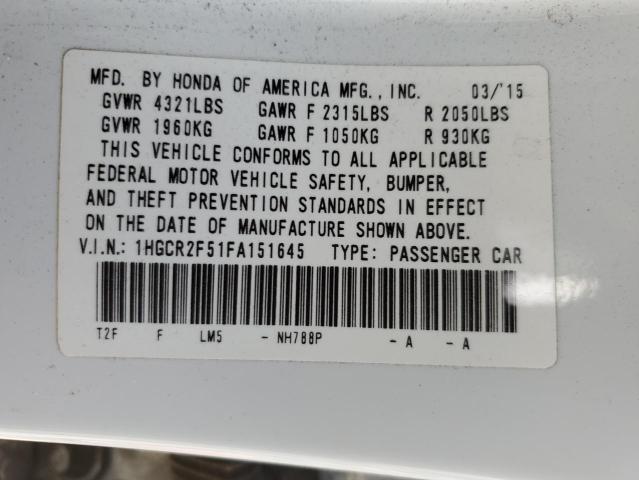 MFD. BY HONDA OF AMERICA MFG., INC. 03/'15
GVWR 4321LBS GAWR F 2315LBS R 2050LBS
GVWR 1960KG GAWR F 1050KG R 930KG
THIS VEHICLE CONFORMS TO ALL APPLICABLE
FEDERAL MOTOR VEHICLE SAFETY, BUMPER,
AND THEFT PREVENTION STANDARDS IN EFFECT
ON THE DATE OF MANUFACTURE SHOWN ABOVE.
V.I.N.: 1HGCR2F51FA151645 TYPE: PASSENGER CAR
T2F F LM5 - NH788P - A - A